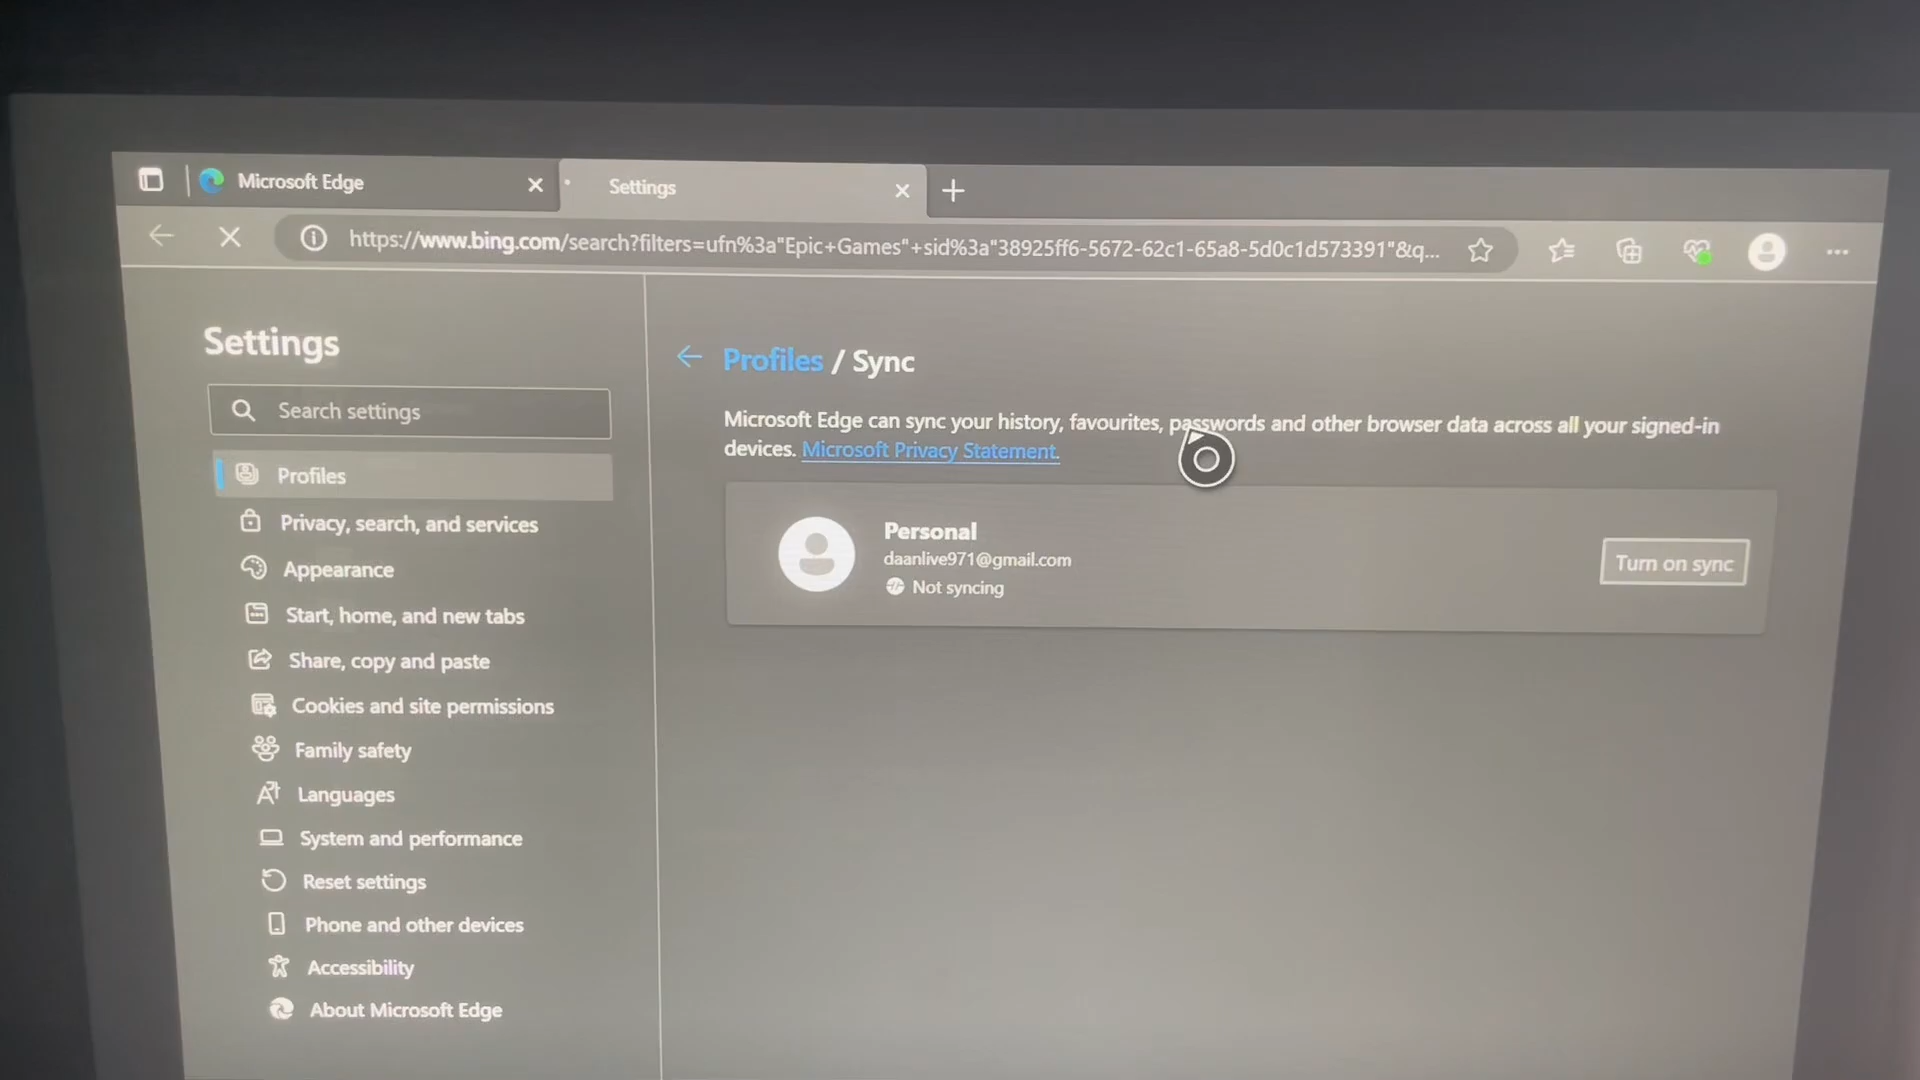 Microsoft Edge
Settings
https://www.bing.com/search?filters=ufn%3a"Epic+Games"+sid%3a"38925ff6-5672-62c1-65a8-5d0c1d573391"&q...
Settings
Search settings
Profiles
Privacy, search, and services
Appearance
Start, home, and new tabs
Share, copy and paste
Cookies and site permissions
Family safety
Languages
System and performance
Reset settings
Phone and other devices
Accessibility
About Microsoft Edge
Profiles / Sync
Microsoft Edge can sync your history, favourites, passwords and other browser data across all your signed-in
devices. Microsoft Privacy Statement.
Personal
daanlive971@gmail.com
Not syncing
Turn on sync